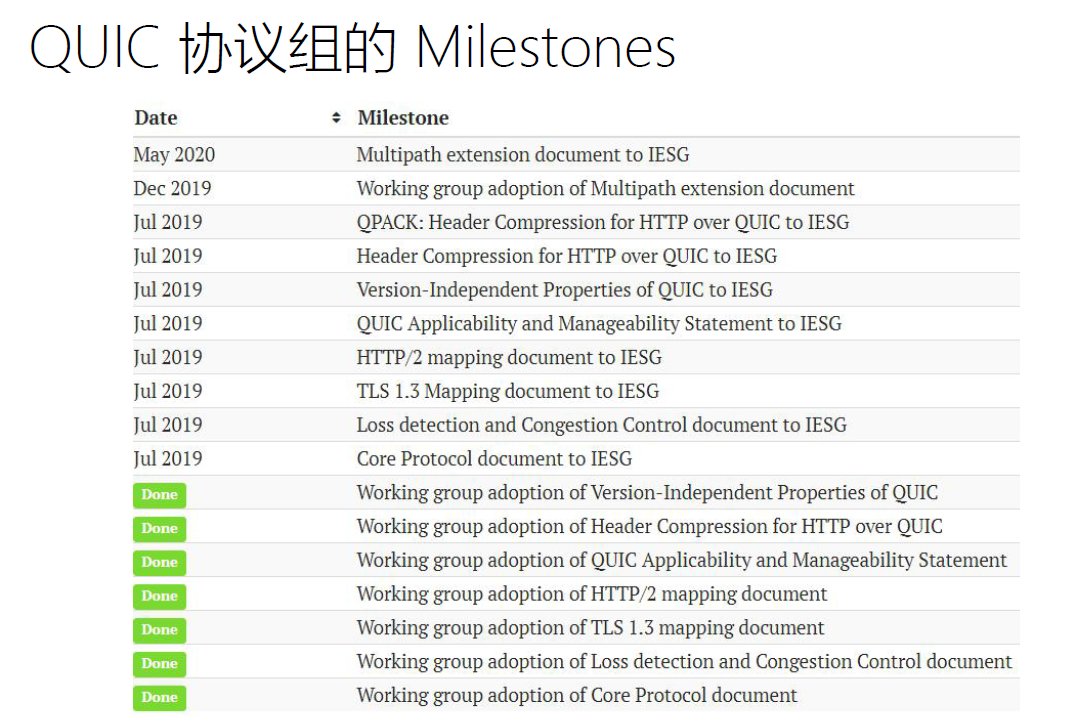 QUIC 协议组的 Milestones
Date Milestone
May 2020 Multipath extension document to IESG
Dec 2019 Working group adoption of Multipath extension document
Jul 2019 QPACK: Header Compression for HTTP over QUIC to IESG
Jul 2019 Header Compression for HTTP over QUIC to IESG
Jul 2019 Version-Independent Properties of QUIC to IESG
Jul 2019 QUIC Applicability and Manageability Statement to IESG
Jul 2019 HTTP/2 mapping document to IESG
Jul 2019 TLS 1.3 Mapping document to IESG
Jul 2019 Loss detection and Congestion Control document to IESG
Jul 2019 Core Protocol document to IESG
Done Working group adoption of Version-Independent Properties of QUIC
Done Working group adoption of Header Compression for HTTP over QUIC
Done Working group adoption of QUIC Applicability and Manageability Statement
Done Working group adoption of HTTP/2 mapping document
Done Working group adoption of TLS 1.3 mapping document
Done Working group adoption of Loss detection and Congestion Control document
Done Working group adoption of Core Protocol document